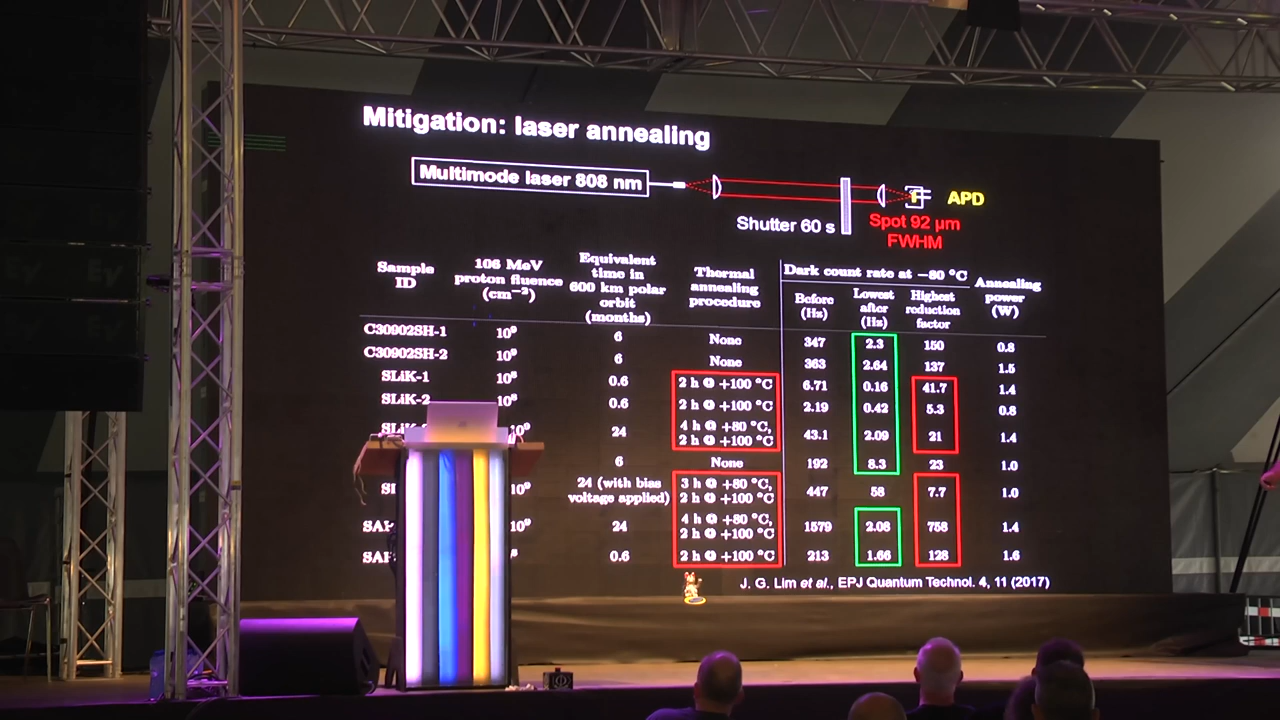 Mitigation: laser annealing
Multimode laser 808 nm
APD
Shutter 60 s
Spot 92 µm
FWHM
Sample ID | 106 MeV proton fluence (cm⁻²) | Equivalent time in 600 km polar orbit (months) | Thermal annealing procedure | Dark count rate at −80 °C | Annealing power (W)
Before (Hz) | Lowest after (Hz) | Highest reduction factor
C30902SH-1 10⁹ 6 None 347 2.3 150 0.8
C30902SH-2 10⁹ 6 None 363 2.64 137 1.5
SLiK-1 10⁸ 0.6 2 h @ +100 °C 6.71 0.16 41.7 1.4
SLiK-2 10⁸ 0.6 2 h @ +100 °C 2.19 0.42 5.3 0.8
24 4 h @ +80 °C, 2 h @ +100 °C 43.1 2.09 21 1.4
6 None 192 8.3 23 1.0
24 (with bias voltage applied) 3 h @ +80 °C, 2 h @ +100 °C 447 58 7.7 1.0
24 4 h @ +80 °C, 2 h @ +100 °C 1579 2.08 758 1.4
0.6 2 h @ +100 °C 213 1.66 128 1.6
J. G. Lim et al., EPJ Quantum Technol. 4, 11 (2017)